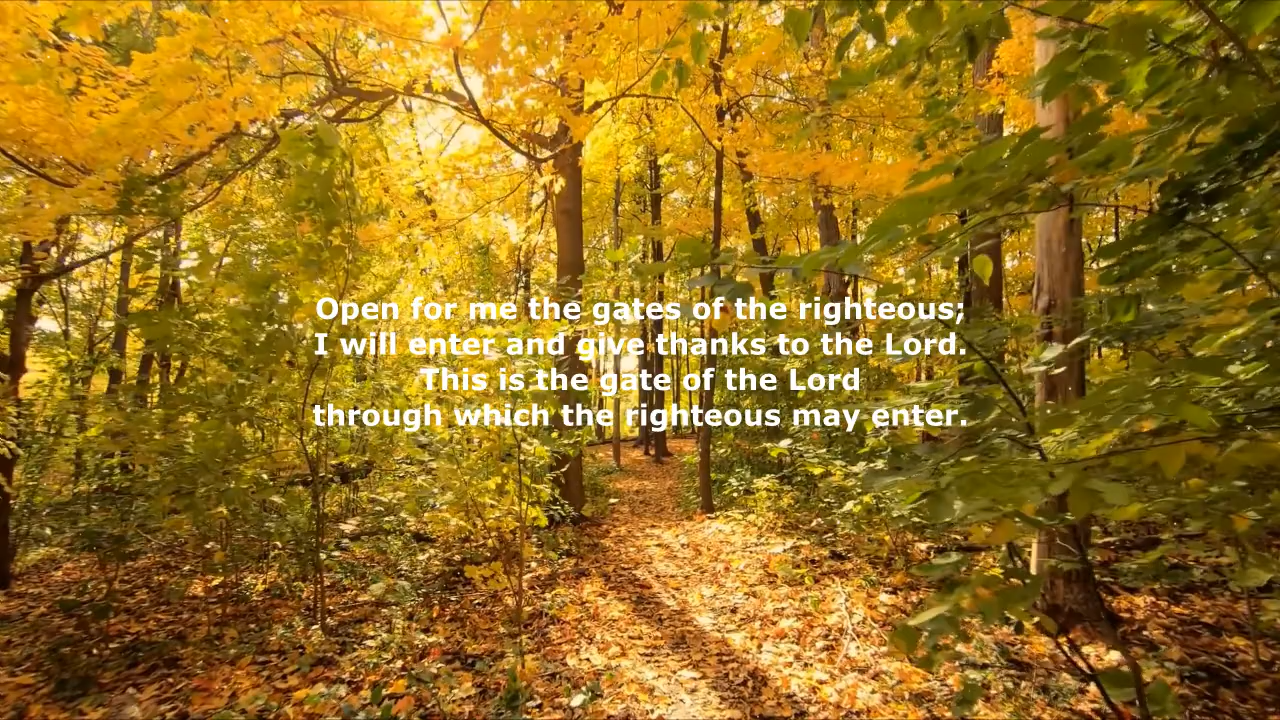 Open for me the gates of the righteous;
I will enter and give thanks to the Lord.
This is the gate of the Lord
through which the righteous may enter.